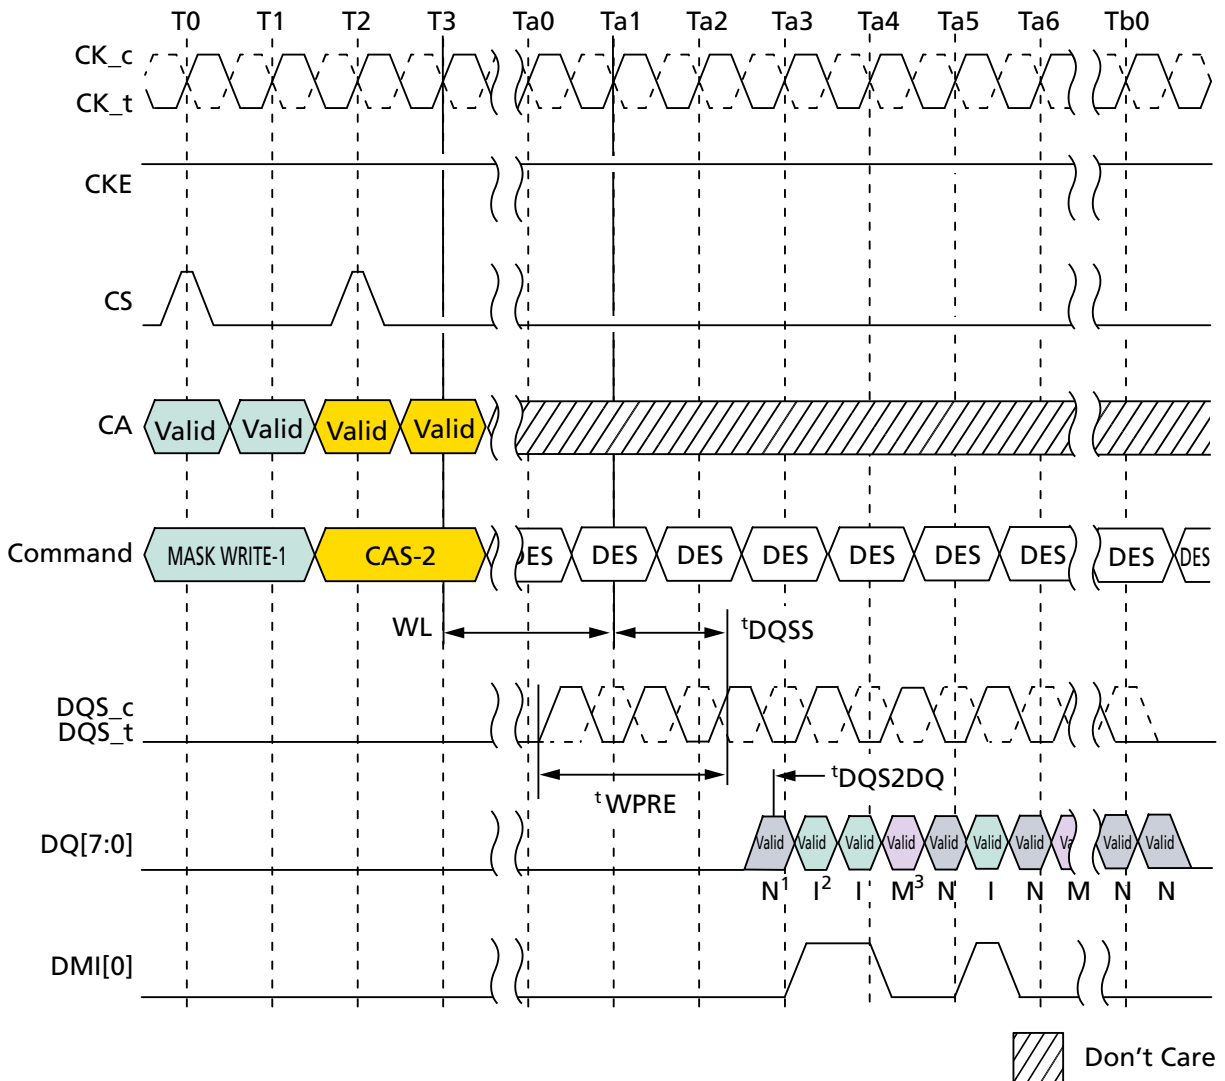 T0 T1 T2 T3 Ta0 Ta1 Ta2 Ta3 Ta4 Ta5 Ta6 Tb0
CK_c
CK_t
CKE
CS
CA Valid Valid Valid Valid
Command MASK WRITE-1 CAS-2 DES DES DES DES DES DES DES DES DES
WL tDQSS
DQS_c
DQS_t
tDQS2DQ
tWPRE
DQ[7:0] Valid Valid Valid Valid Valid Valid Valid Va Valid Valid
N1 I2 I M3 N I N M N N
DMI[0]
Don't Care